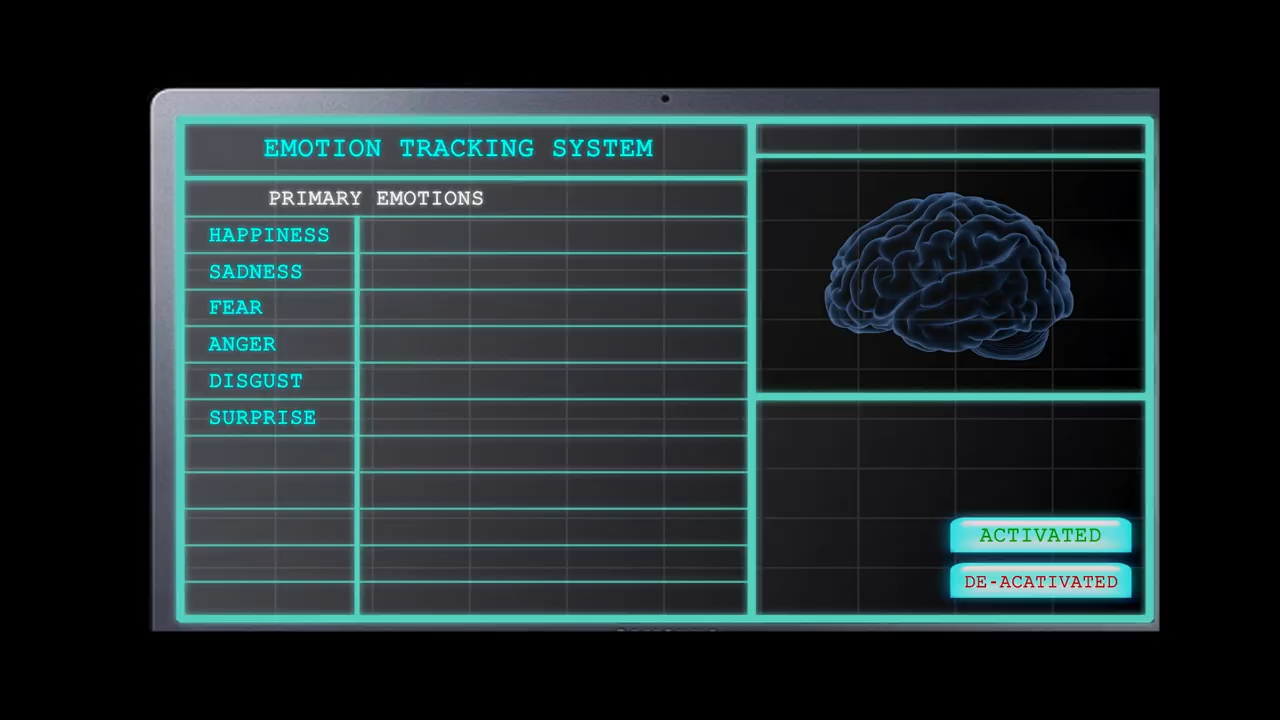 EMOTION TRACKING SYSTEM
PRIMARY EMOTIONS
HAPPINESS
SADNESS
FEAR
ANGER
DISGUST
SURPRISE
ACTIVATED
DE-ACATIVATED